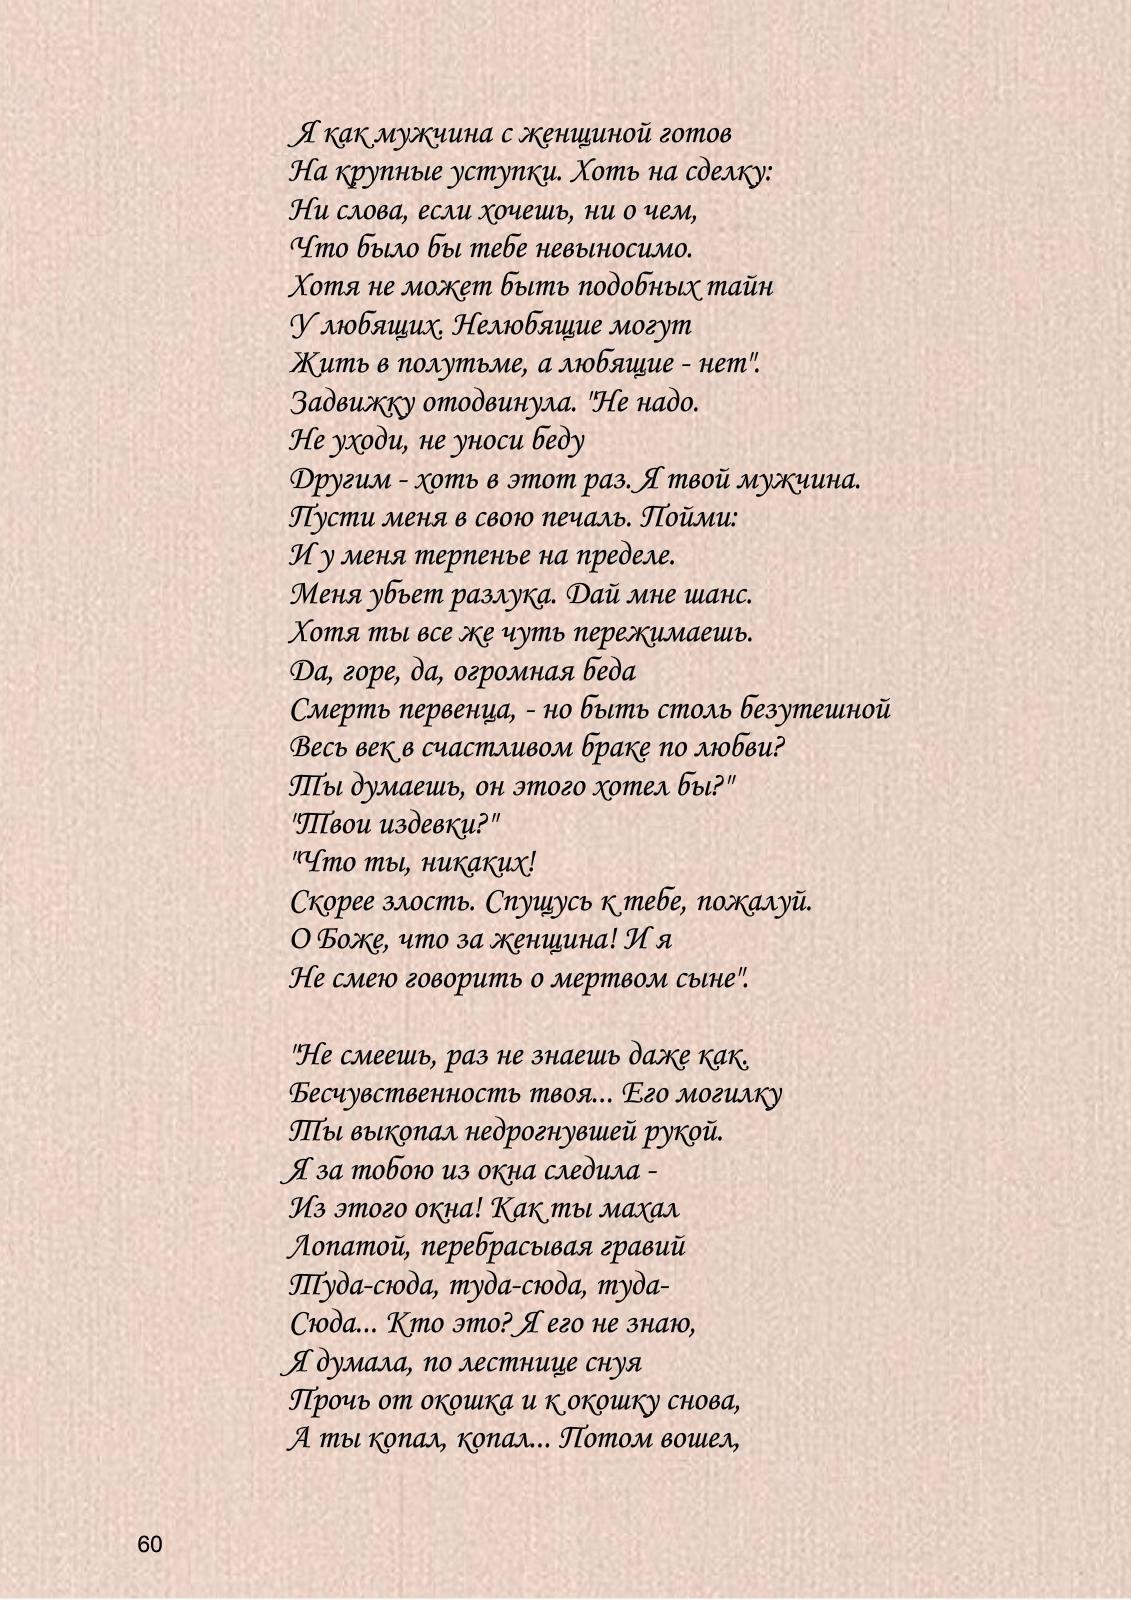 Я как мужчина с женщиной готов
На крупные уступки. Хоть на сделку:
Ни слова, если хочешь, ни о чем,
Что было бы тебе невыносимо.
Хотя не может быть подобных тайн
У любящих. Нелюбящие могут
Жить в полутьме, а любящие - нет".
Задвижку отодвинула. "Не надо.
Не уходи, не уноси беду
Другим - хоть в этот раз. Я твой мужчина.
Пусти меня в свою печаль. Пойми:
И у меня терпенье на пределе.
Меня убьет разлука. Дай мне шанс.
Хотя ты все же чуть пережимаешь.
Да, горе, да, огромная беда
Смерть первенца, - но быть столь безутешной
Весь век в счастливом браке по любви?
Ты думаешь, он этого хотел бы?"
"Твои издевки?"
"Что ты, никаких!
Скорее злость. Спущусь к тебе, пожалуй.
О Боже, что за женщина! И я
Не смею говорить о мертвом сыне".
"Не смеешь, раз не знаешь даже как.
Бесчувственность твоя... Его могилку
Ты выкопал недрогнувшей рукой.
Я за тобою из окна следила -
Из этого окна! Как ты махал
Лопатой, перебрасывая гравий
Туда-сюда, туда-сюда, туда-
Сюда... Кто это? Я его не знаю,
Я думала, по лестнице снуя
Прочь от окошка и к окошку снова,
А ты копал, копал... Потом вошел,
60